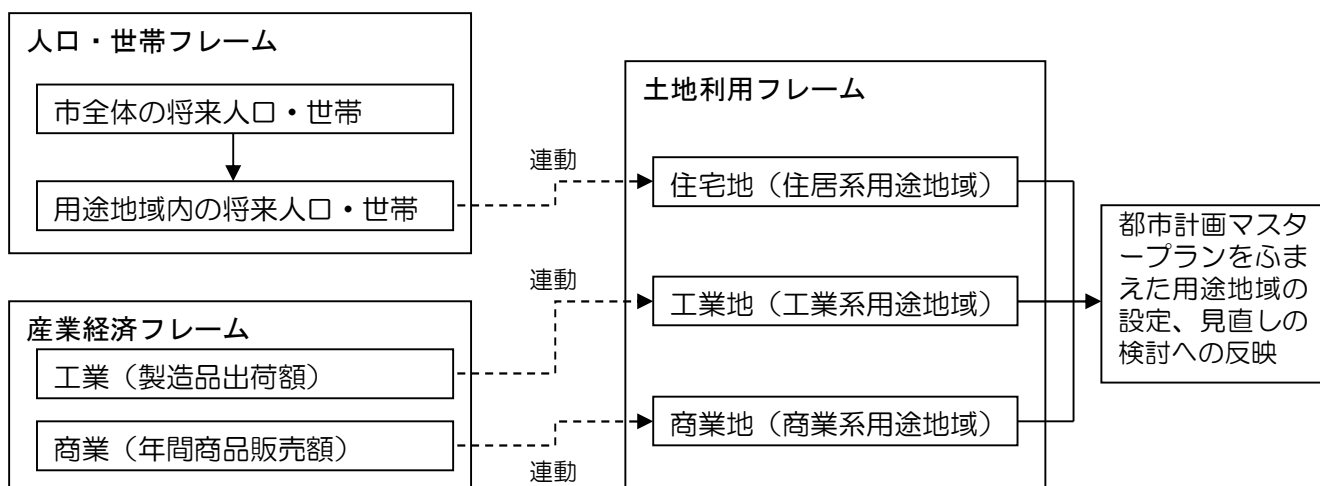 人口・世帯フレーム
市全体の将来人口・世帯
用途地域内の将来人口・世帯
産業経済フレーム
工業（製造品出荷額）
商業（年間商品販売額）
連動
連動
連動
土地利用フレーム
住宅地（住居系用途地域）
工業地（工業系用途地域）
商業地（商業系用途地域）
都市計画マスタ
ープランをふま
えた用途地域の
設定、見直しの
検討への反映